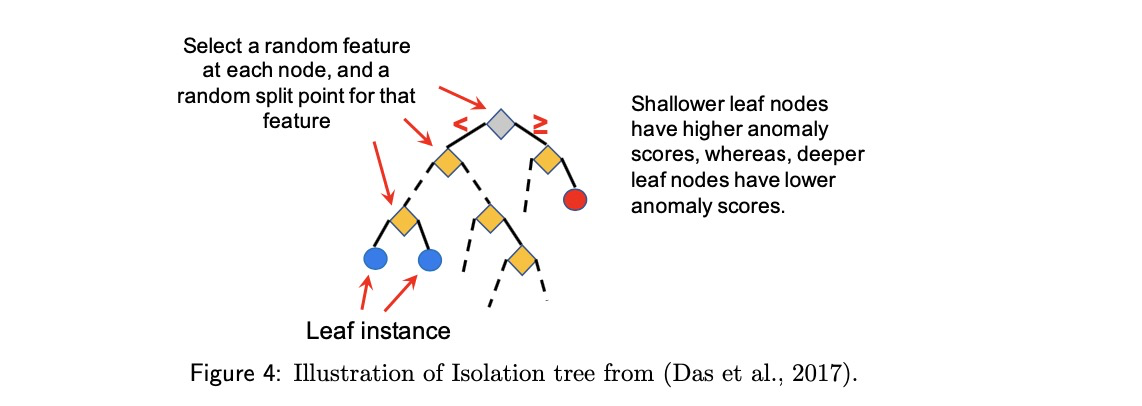 Select a random feature
at each node, and a
random split point for that
feature
< ≥
Shallower leaf nodes
have higher anomaly
scores, whereas, deeper
leaf nodes have lower
anomaly scores.
Leaf instance
Figure 4: Illustration of Isolation tree from (Das et al., 2017).